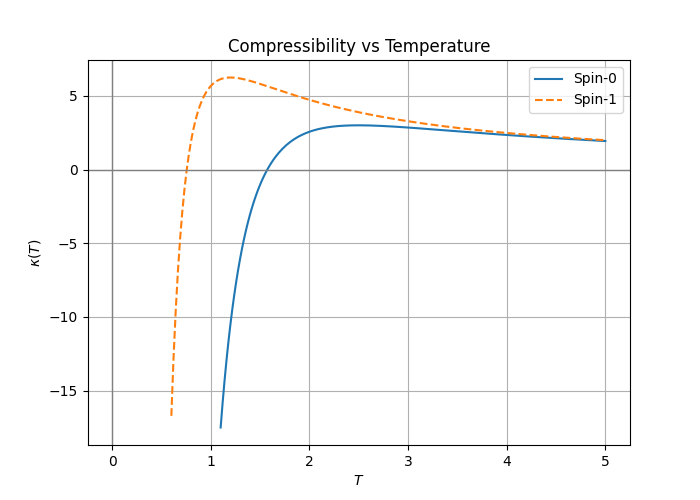 Compressibility vs Temperature
Spin-0
Spin-1
κ(T)
5
0
−5
−10
−15
0 1 2 3 4 5
T